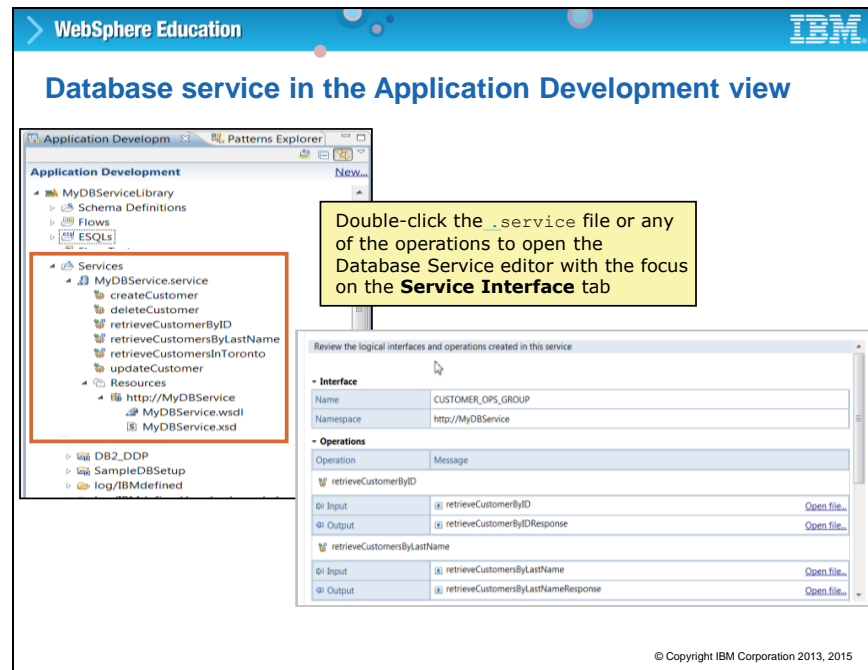 WebSphere Education
IBM
Database service in the Application Development view
Application Developm
Patterns Explorer
Application Development
New...
MyDBServiceLibrary
Schema Definitions
Flows
ESQLs
Services
MyDBService.service
createCustomer
deleteCustomer
retrieveCustomerByID
retrieveCustomersByLastName
retrieveCustomersInToronto
updateCustomer
Resources
http://MyDBService
MyDBService.wsdl
MyDBService.xsd
DB2_DDP
SampleDBSetup
log/IBMdefined
Double-click the .service file or any
of the operations to open the
Database Service editor with the focus
on the Service Interface tab
Review the logical interfaces and operations created in this service
Interface
Name CUSTOMER_OPS_GROUP
Namespace http://MyDBService
Operations
Operation Message
retrieveCustomerByID
Input retrieveCustomerByID Open file...
Output retrieveCustomerByIDResponse Open file...
retrieveCustomersByLastName
Input retrieveCustomersByLastName Open file...
Output retrieveCustomersByLastNameResponse Open file...
© Copyright IBM Corporation 2013, 2015